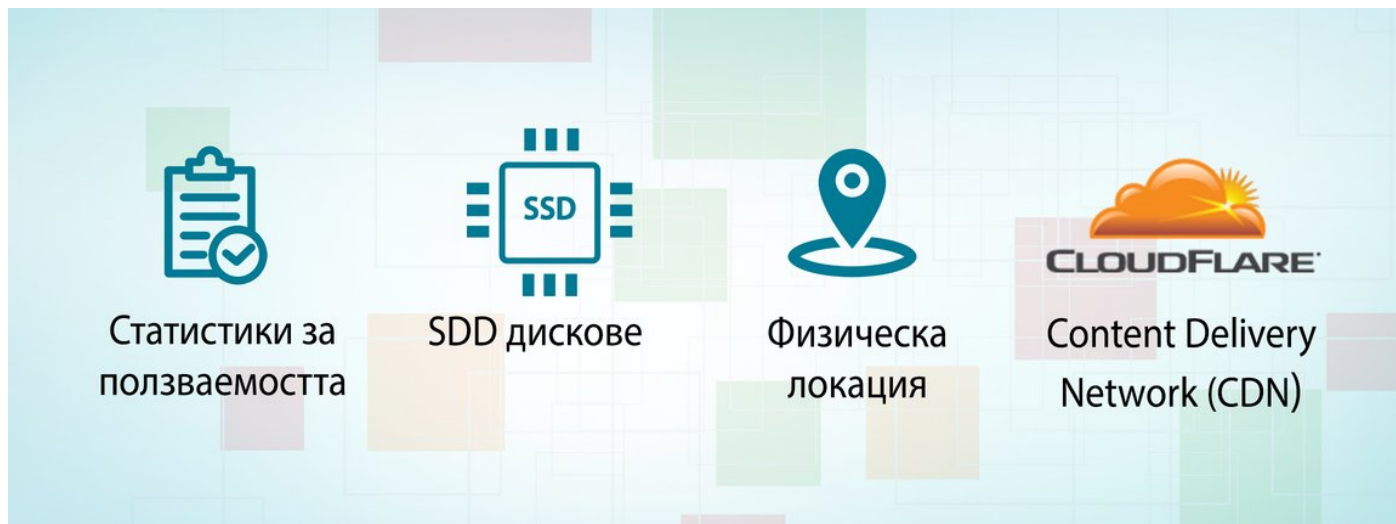 Статистики за
ползваемостта
SSD
SDD дискове
Физическа
локация
CLOUDFLARE
Content Delivery
Network (CDN)